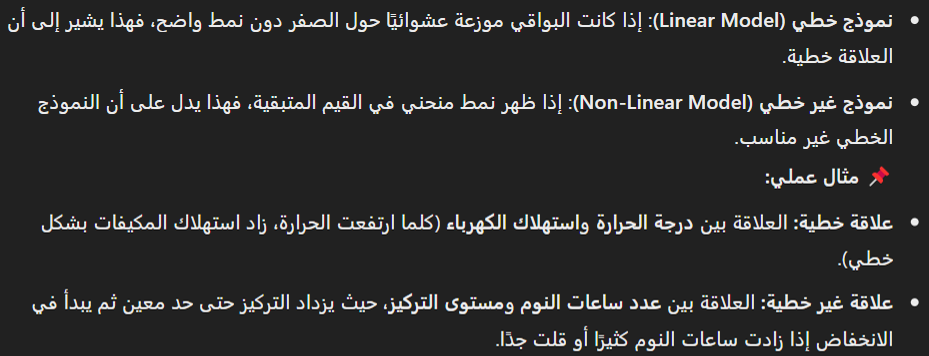 • نموذج خطي (Linear Model): إذا كانت البواقي موزعة عشوائيًا حول الصفر دون نمط واضح، فهذا يشير إلى أن
العلاقة خطية.
• نموذج غير خطي (Non-Linear Model): إذا ظهر نمط منحني في القيم المتبقية، فهذا يدل على أن النموذج
الخطي غير مناسب.
📌 مثال عملي:
• علاقة خطية: العلاقة بين درجة الحرارة واستهلاك الكهرباء (كلما ارتفعت الحرارة، زاد استهلاك المكيفات بشكل
خطي).
• علاقة غير خطية: العلاقة بين عدد ساعات النوم ومستوى التركيز، حيث يزداد التركيز حتى حد معين ثم يبدأ في
الانخفاض إذا زادت ساعات النوم كثيرًا أو قلت جدًا.